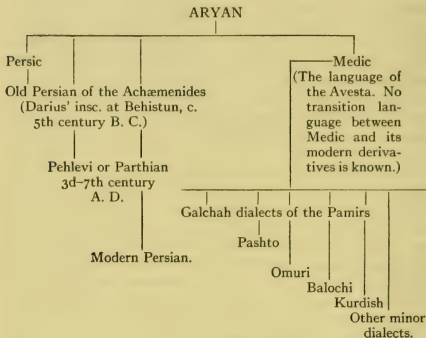 ARYAN
Persic
Old Persian of the Achæmenides
(Darius' insc. at Behistun, c.
5th century B. C.)
Pehlevi or Parthian
3d-7th century
A. D.
Modern Persian.
Medic
(The language of
the Avesta. No
transition lan-
guage between
Medic and its
modern deriva-
tives is known.)
Galchah dialects of the Pamirs
Pashto
Omuri
Balochi
Kurdish
Other minor
dialects.